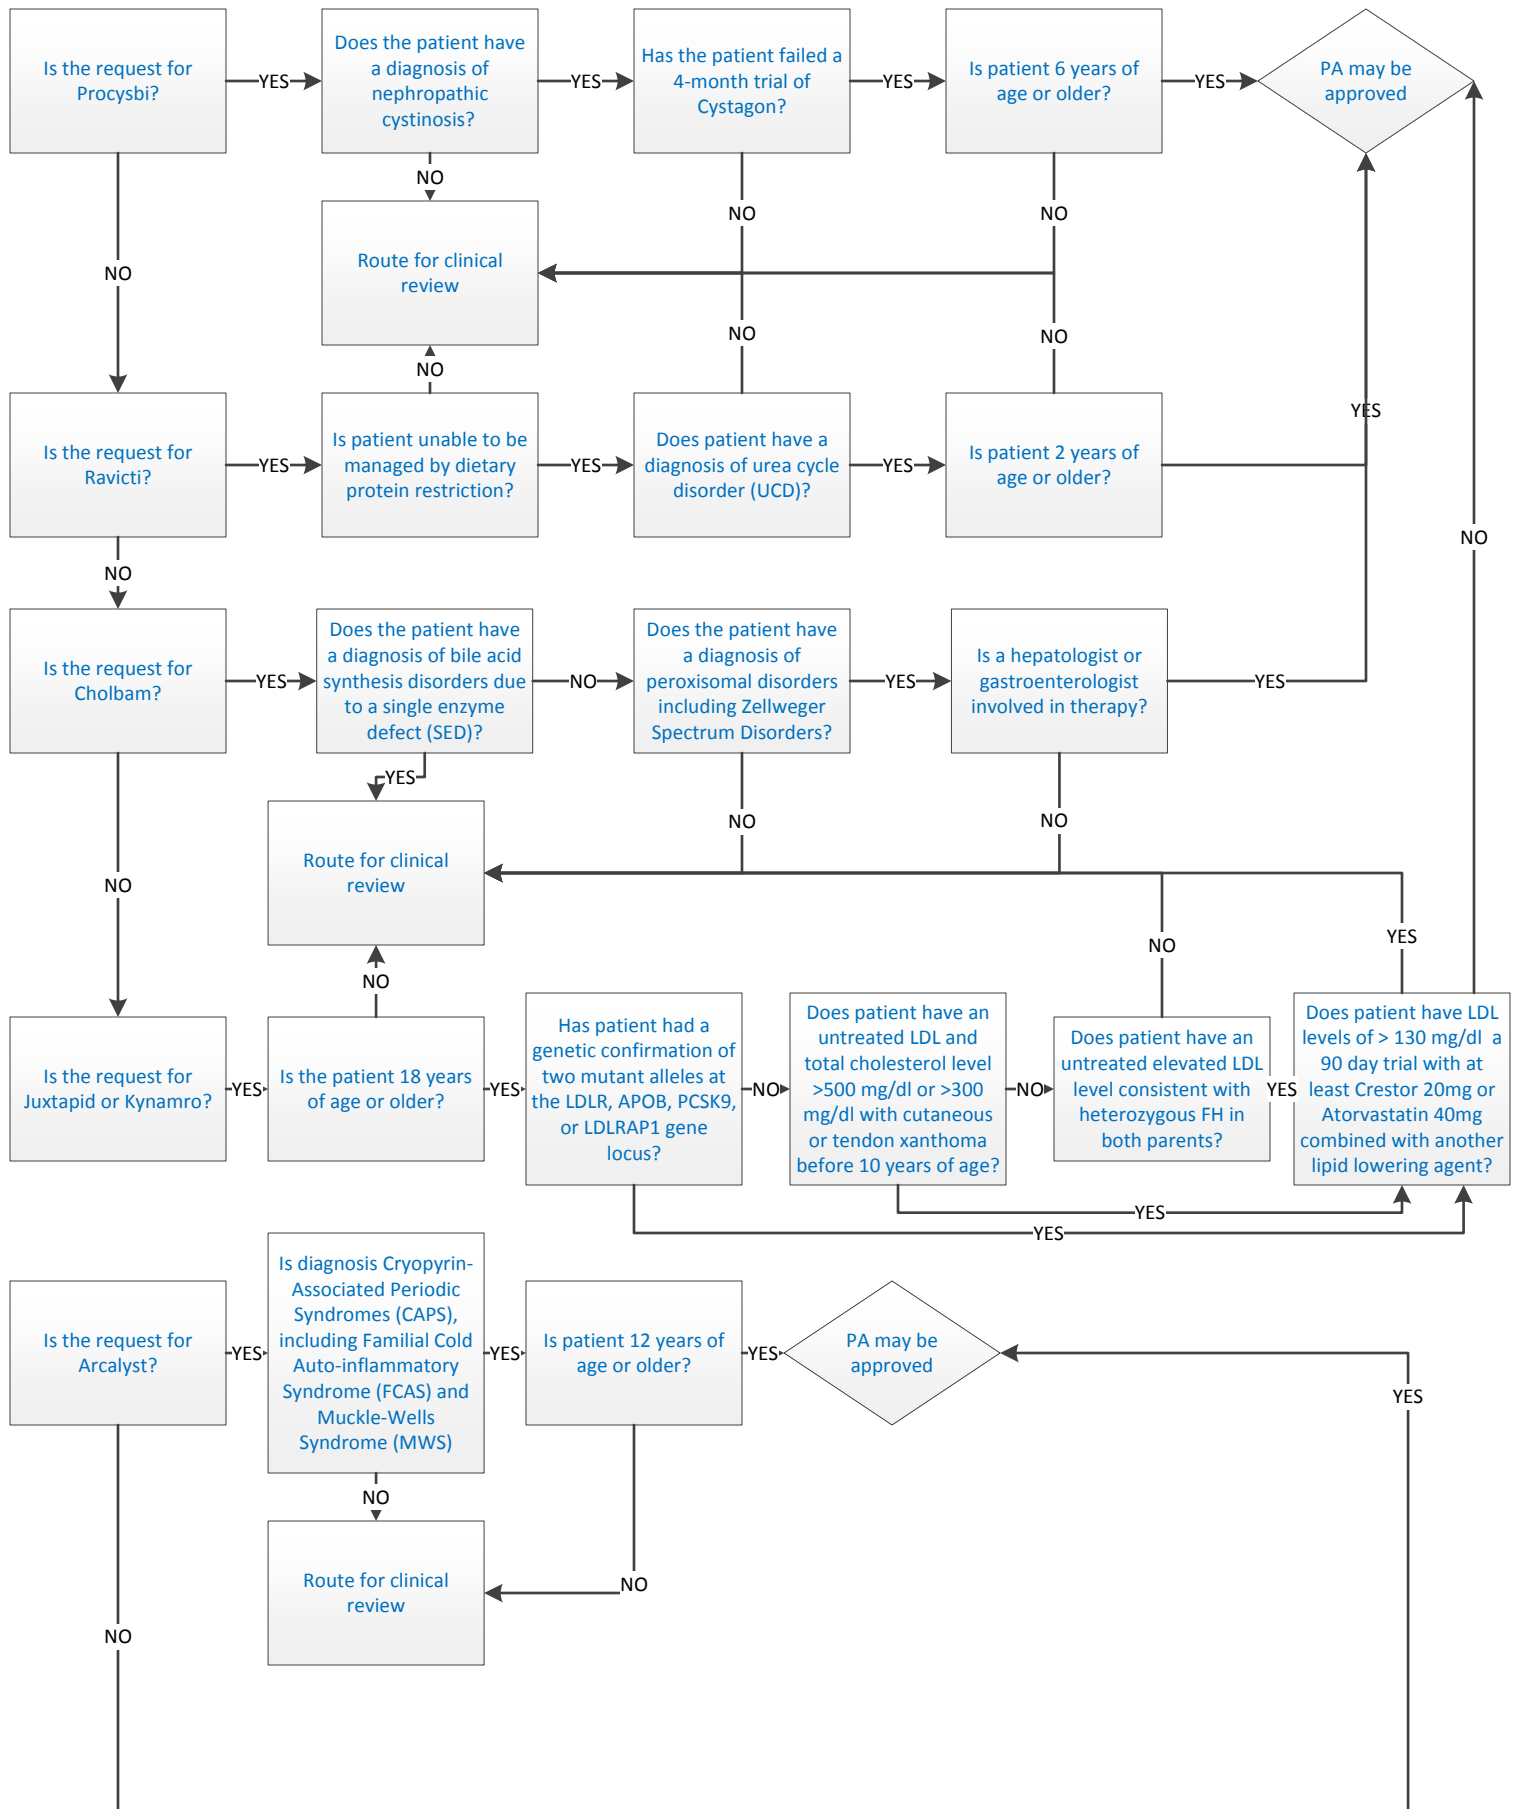 Is the request for
Procysbi?
YES
Does the patient have
a diagnosis of
nephropathic
cystinosis?
YES
Has the patient failed a
4-month trial of
Cystagon?
YES
Is patient 6 years of
age or older?
YES
PA may be
approved
NO
NO
NO
NO
Route for clinical
review
NO
NO
NO
Is the request for
Ravicti?
YES
Is patient unable to be
managed by dietary
protein restriction?
YES
Does patient have a
diagnosis of urea cycle
disorder (UCD)?
YES
Is patient 2 years of
age or older?
YES
NO
NO
Is the request for
Cholbam?
YES
Does the patient have
a diagnosis of bile acid
synthesis disorders due
to a single enzyme
defect (SED)?
NO
Does the patient have
a diagnosis of
peroxisomal disorders
including Zellweger
Spectrum Disorders?
YES
Is a hepatologist or
gastroenterologist
involved in therapy?
YES
YES
NO
NO
NO
Route for clinical
review
NO
NO
YES
Is the request for
Juxtapid or Kynamro?
YES
Is the patient 18 years
of age or older?
YES
Has patient had a
genetic confirmation of
two mutant alleles at
the LDLR, APOB, PCSK9,
or LDLRAP1 gene
locus?
NO
Does patient have an
untreated LDL and
total cholesterol level
>500 mg/dl or >300
mg/dl with cutaneous
or tendon xanthoma
before 10 years of age?
NO
Does patient have an
untreated elevated LDL
level consistent with
heterozygous FH in
both parents?
YES
Does patient have LDL
levels of > 130 mg/dl a
90 day trial with at
least Crestor 20mg or
Atorvastatin 40mg
combined with another
lipid lowering agent?
YES
YES
Is the request for
Arcalyst?
YES
Is diagnosis Cryopyrin-
Associated Periodic
Syndromes (CAPS),
including Familial Cold
Auto-inflammatory
Syndrome (FCAS) and
Muckle-Wells
Syndrome (MWS)
YES
Is patient 12 years of
age or older?
YES
PA may be
approved
YES
NO
NO
Route for clinical
review
NO